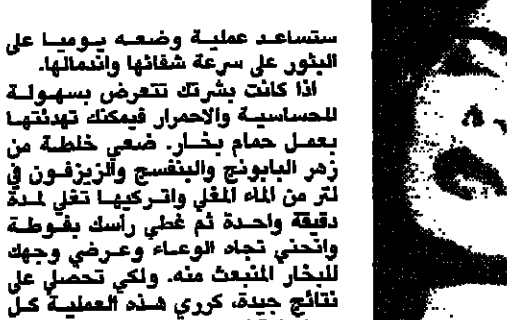 ستساعد عملية وضعه يوميا على
البثور على سرعة شفائها واندمالها.
اذا كانت بشرتك تتعرض بسهولة
للحساسية والاحمرار فيمكنك تهدئتها
بعمل حمام بخار. ضعي خلطة من
زهر البابونج والبنفسج والزيزفون في
لتر من الماء المغلي واتركيها تغلي لمدة
دقيقة واحدة ثم غطي رأسك بفوطة
وانحني تجاه الوعاء وعرضي وجهك
للبخار المنبعث منه. ولكي تحصلي على
نتائج جيدة، كرري هذه العملية كل